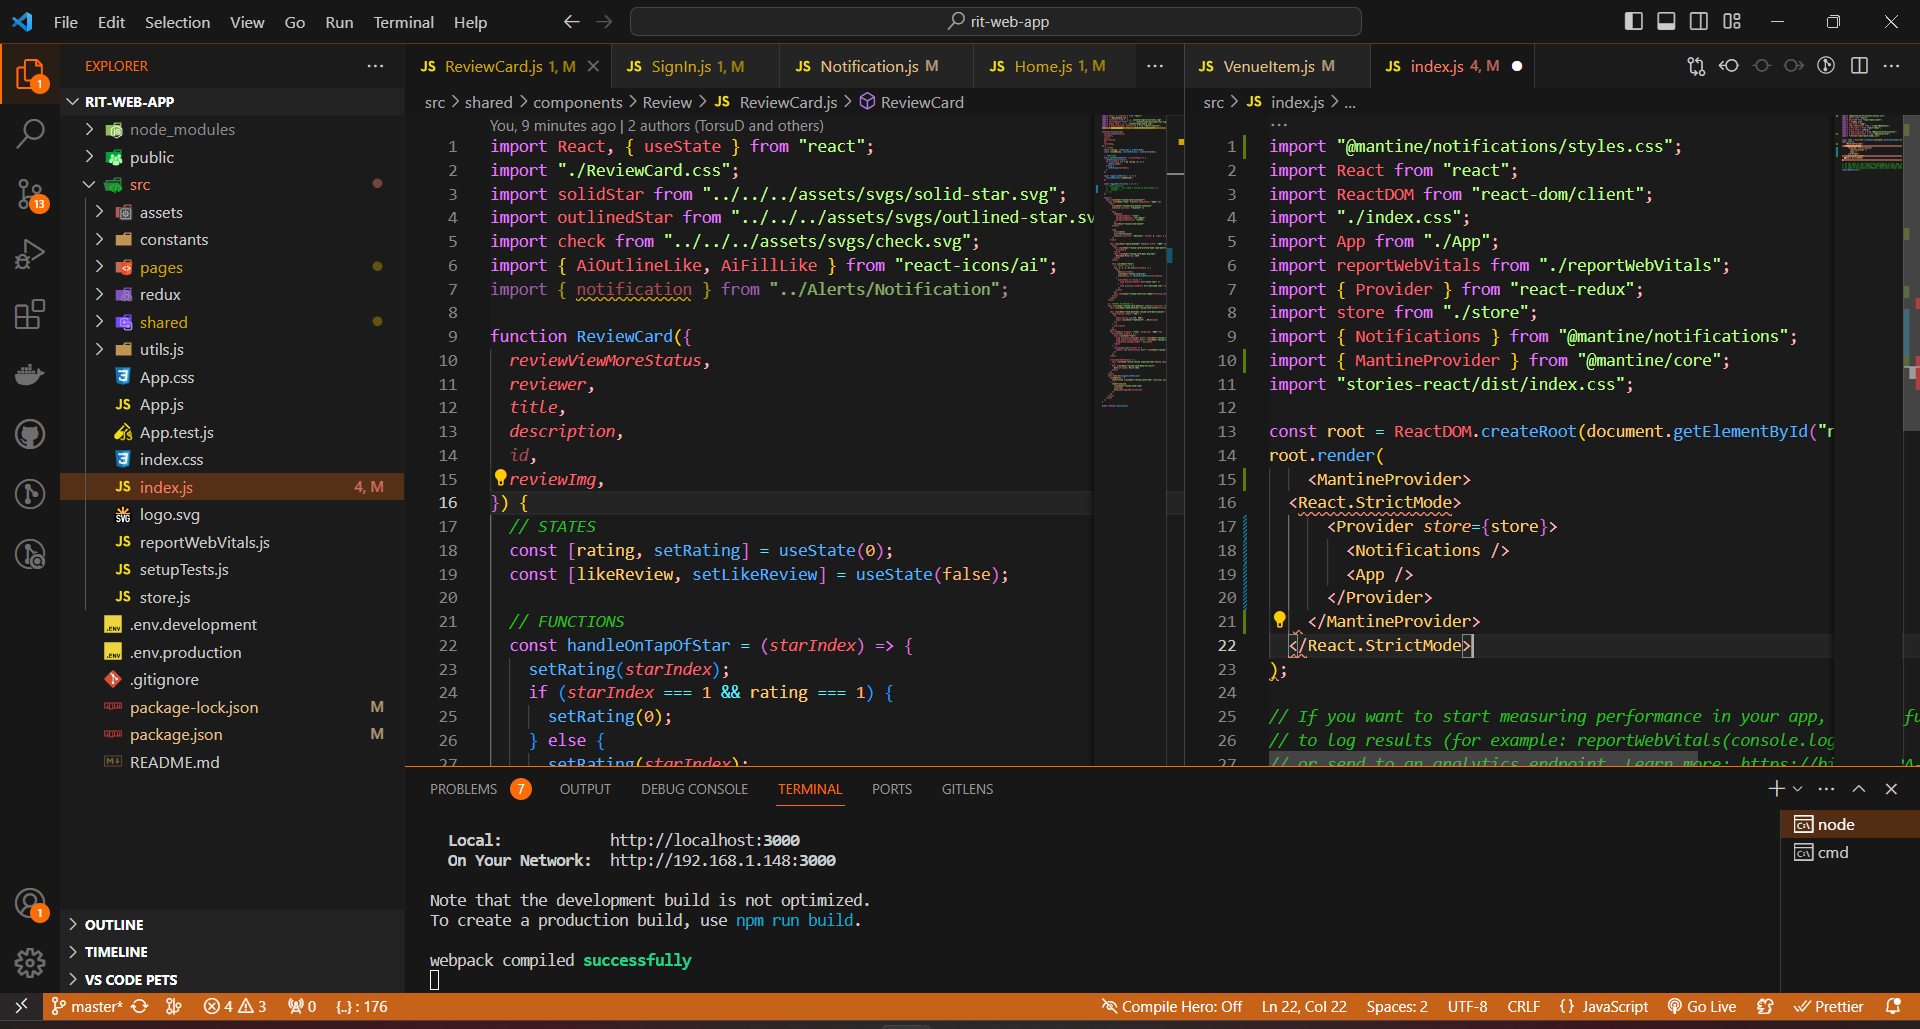 File Edit Selection View Go Run Terminal Help
rit-web-app
EXPLORER
RIT-WEB-APP
node_modules
public
src
assets
constants
pages
redux
shared
utils.js
App.css
App.js
App.test.js
index.css
index.js 4, M
logo.svg
reportWebVitals.js
setupTests.js
store.js
.env.development
.env.production
.gitignore
package-lock.json M
package.json M
README.md
OUTLINE
TIMELINE
VS CODE PETS
1
13
1
JS ReviewCard.js 1, M JS SignIn.js 1, M JS Notification.js M JS Home.js 1, M
src > shared > components > Review > JS ReviewCard.js > ReviewCard
You, 9 minutes ago | 2 authors (TorsuD and others)
1 import React, { useState } from "react";
2 import "./ReviewCard.css";
3 import solidStar from "../../../assets/svgs/solid-star.svg";
4 import outlinedStar from "../../../assets/svgs/outlined-star.sv
5 import check from "../../../assets/svgs/check.svg";
6 import { AiOutlineLike, AiFillLike } from "react-icons/ai";
7 import { notification } from "../Alerts/Notification";
8
9 function ReviewCard({
10 reviewViewMoreStatus,
11 reviewer,
12 title,
13 description,
14 id,
15 reviewImg,
16 }) {
17 // STATES
18 const [rating, setRating] = useState(0);
19 const [likeReview, setLikeReview] = useState(false);
20
21 // FUNCTIONS
22 const handleOnTapOfStar = (starIndex) => {
23 setRating(starIndex);
24 if (starIndex === 1 && rating === 1) {
25 setRating(0);
26 } else {
27 setRating(starIndex);
JS VenueItem.js M JS index.js 4, M
src > JS index.js > ...
1 import "@mantine/notifications/styles.css";
2 import React from "react";
3 import ReactDOM from "react-dom/client";
4 import "./index.css";
5 import App from "./App";
6 import reportWebVitals from "./reportWebVitals";
7 import { Provider } from "react-redux";
8 import store from "./store";
9 import { Notifications } from "@mantine/notifications";
10 import { MantineProvider } from "@mantine/core";
11 import "stories-react/dist/index.css";
12
13 const root = ReactDOM.createRoot(document.getElementById("r
14 root.render(
15 <MantineProvider>
16 <React.StrictMode>
17 <Provider store={store}>
18 <Notifications />
19 <App />
20 </Provider>
21 </MantineProvider>
22 </React.StrictMode>
23 );
24
25 // If you want to start measuring performance in your app,
26 // to log results (for example: reportWebVitals(console.log
27 // or send to an analytics endpoint. Learn more: https://bi
PROBLEMS 7 OUTPUT DEBUG CONSOLE TERMINAL PORTS GITLENS
Local: http://localhost:3000
On Your Network: http://192.168.1.148:3000
Note that the development build is not optimized.
To create a production build, use npm run build.
webpack compiled successfully
node
cmd
master* 4 3 0 {..} : 176 Compile Hero: Off Ln 22, Col 22 Spaces: 2 UTF-8 CRLF {} JavaScript Go Live Prettier